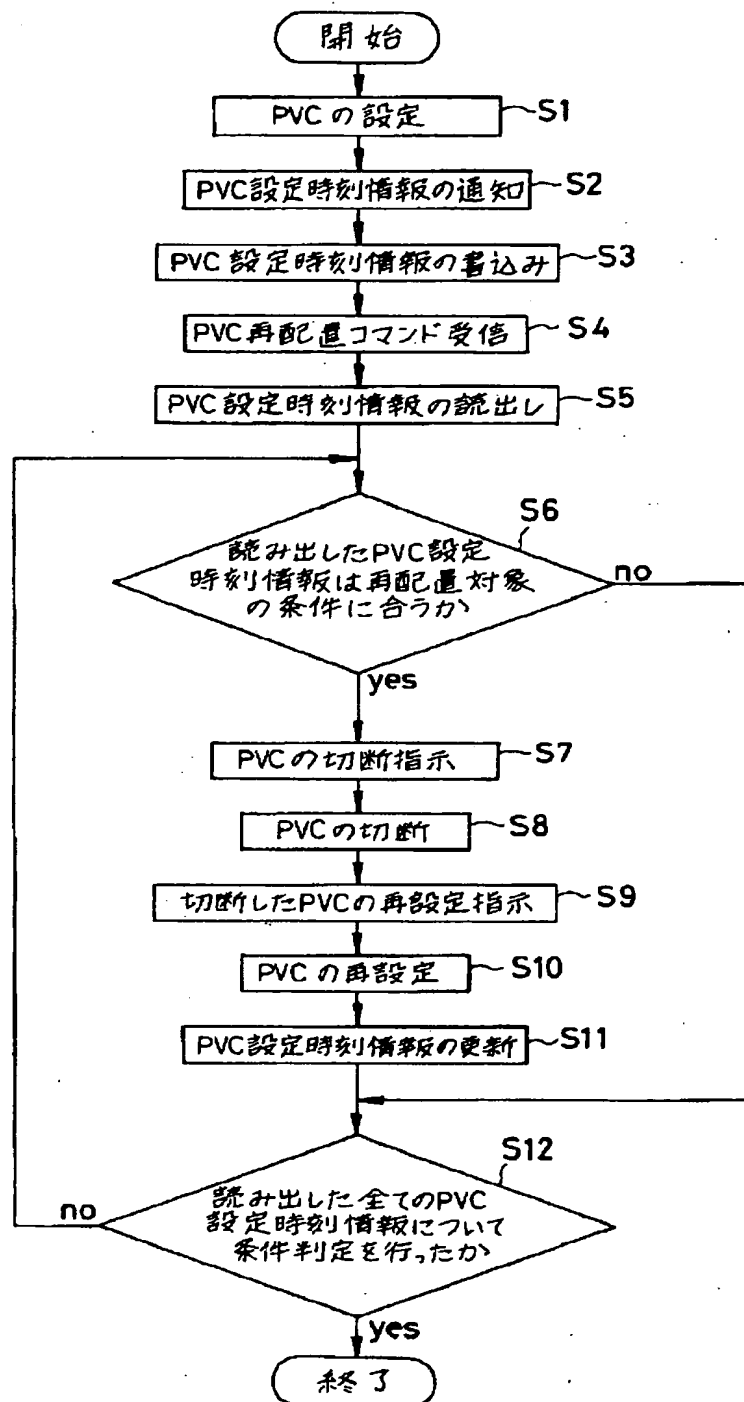 開始
PVCの設定 S1
PVC設定時刻情報の通知 S2
PVC設定時刻情報の書込み S3
PVC再配置コマンド受信 S4
PVC設定時刻情報の読出し S5
S6
読み出したPVC設定
時刻情報は再配置対象
の条件に合うか
no
yes
PVCの切断指示 S7
PVCの切断 S8
切断したPVCの再設定指示 S9
PVCの再設定 S10
PVC設定時刻情報の更新 S11
S12
no
読み出した全てのPVC
設定時刻情報について
条件判定を行ったか
yes
終了